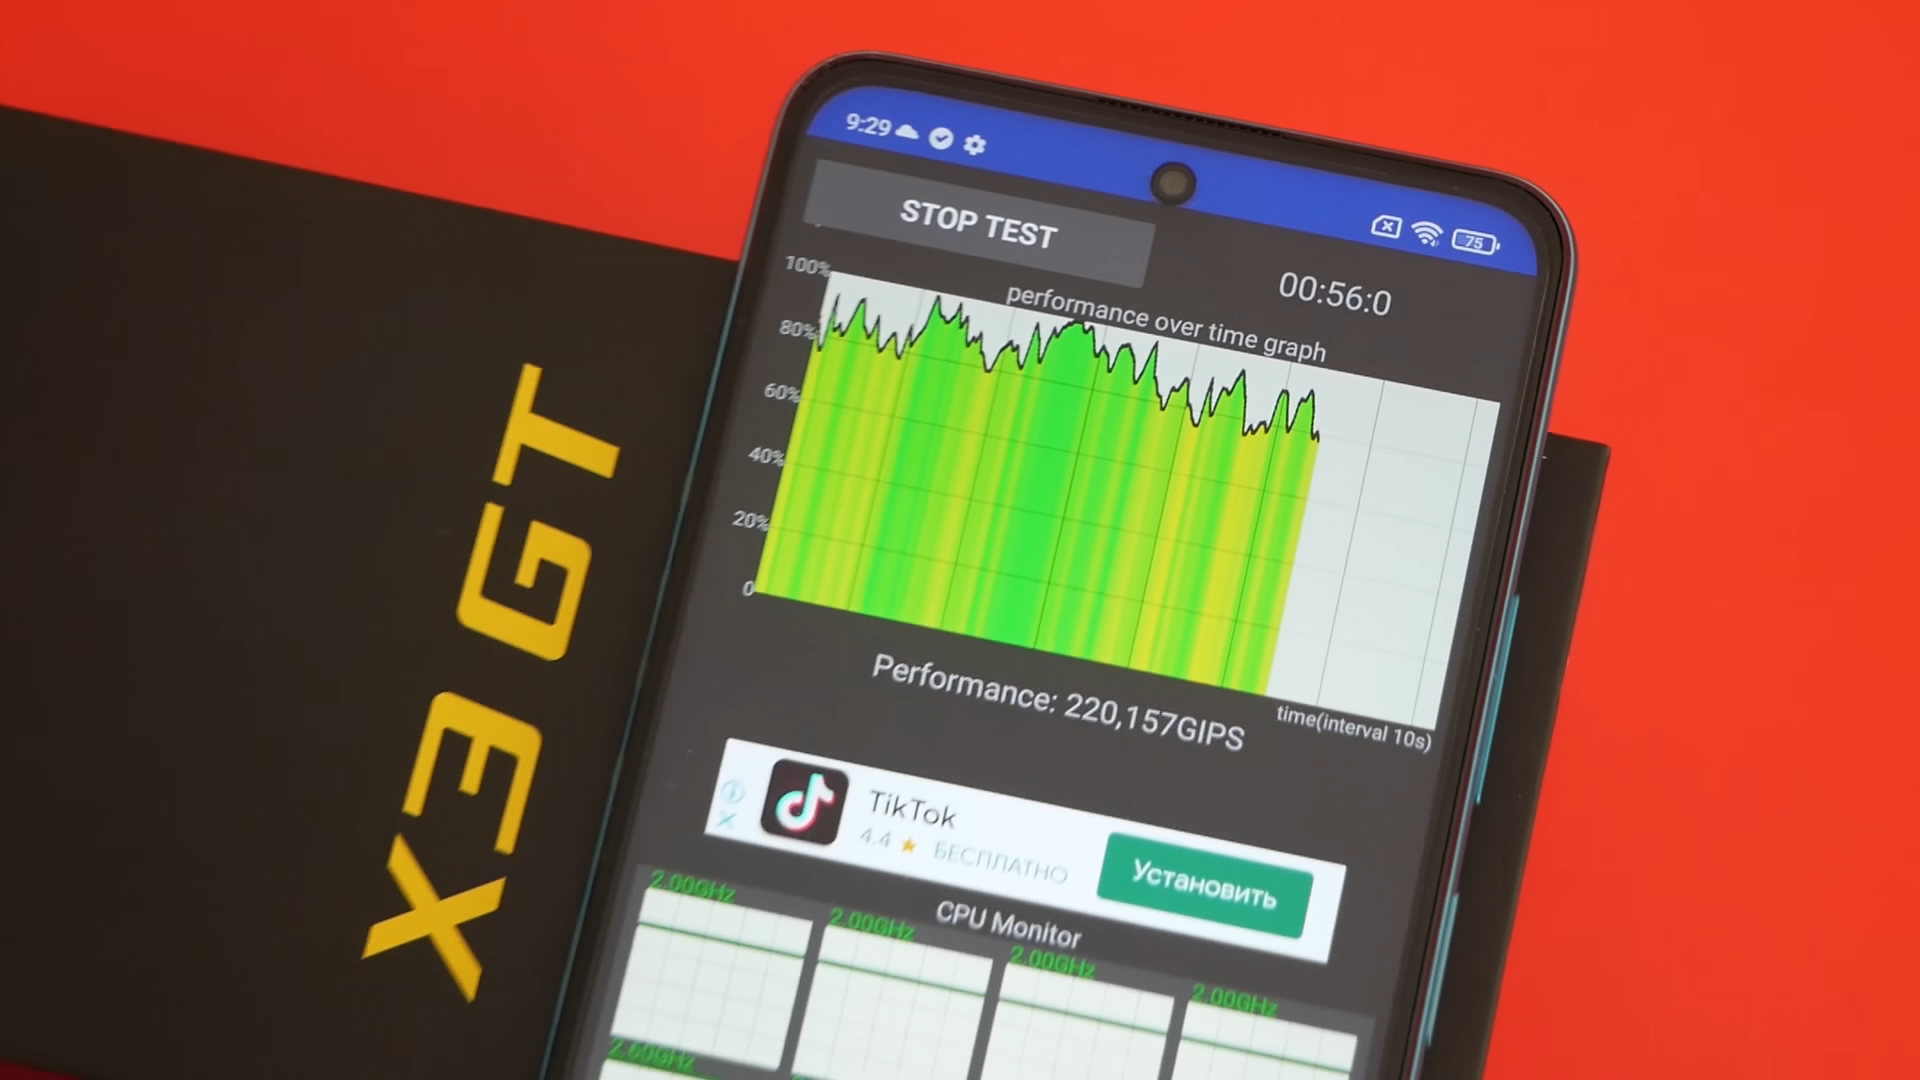 X3 GT
9:29
75
STOP TEST
00:56:0
performance over time graph
100%
80%
60%
40%
20%
0
time(interval 10s)
Performance: 220,157GIPS
TikTok
4.4 ★ БЕСПЛАТНО
Установить
CPU Monitor
2.00GHz
2.00GHz
2.00GHz
2.00GHz
2.60GHz